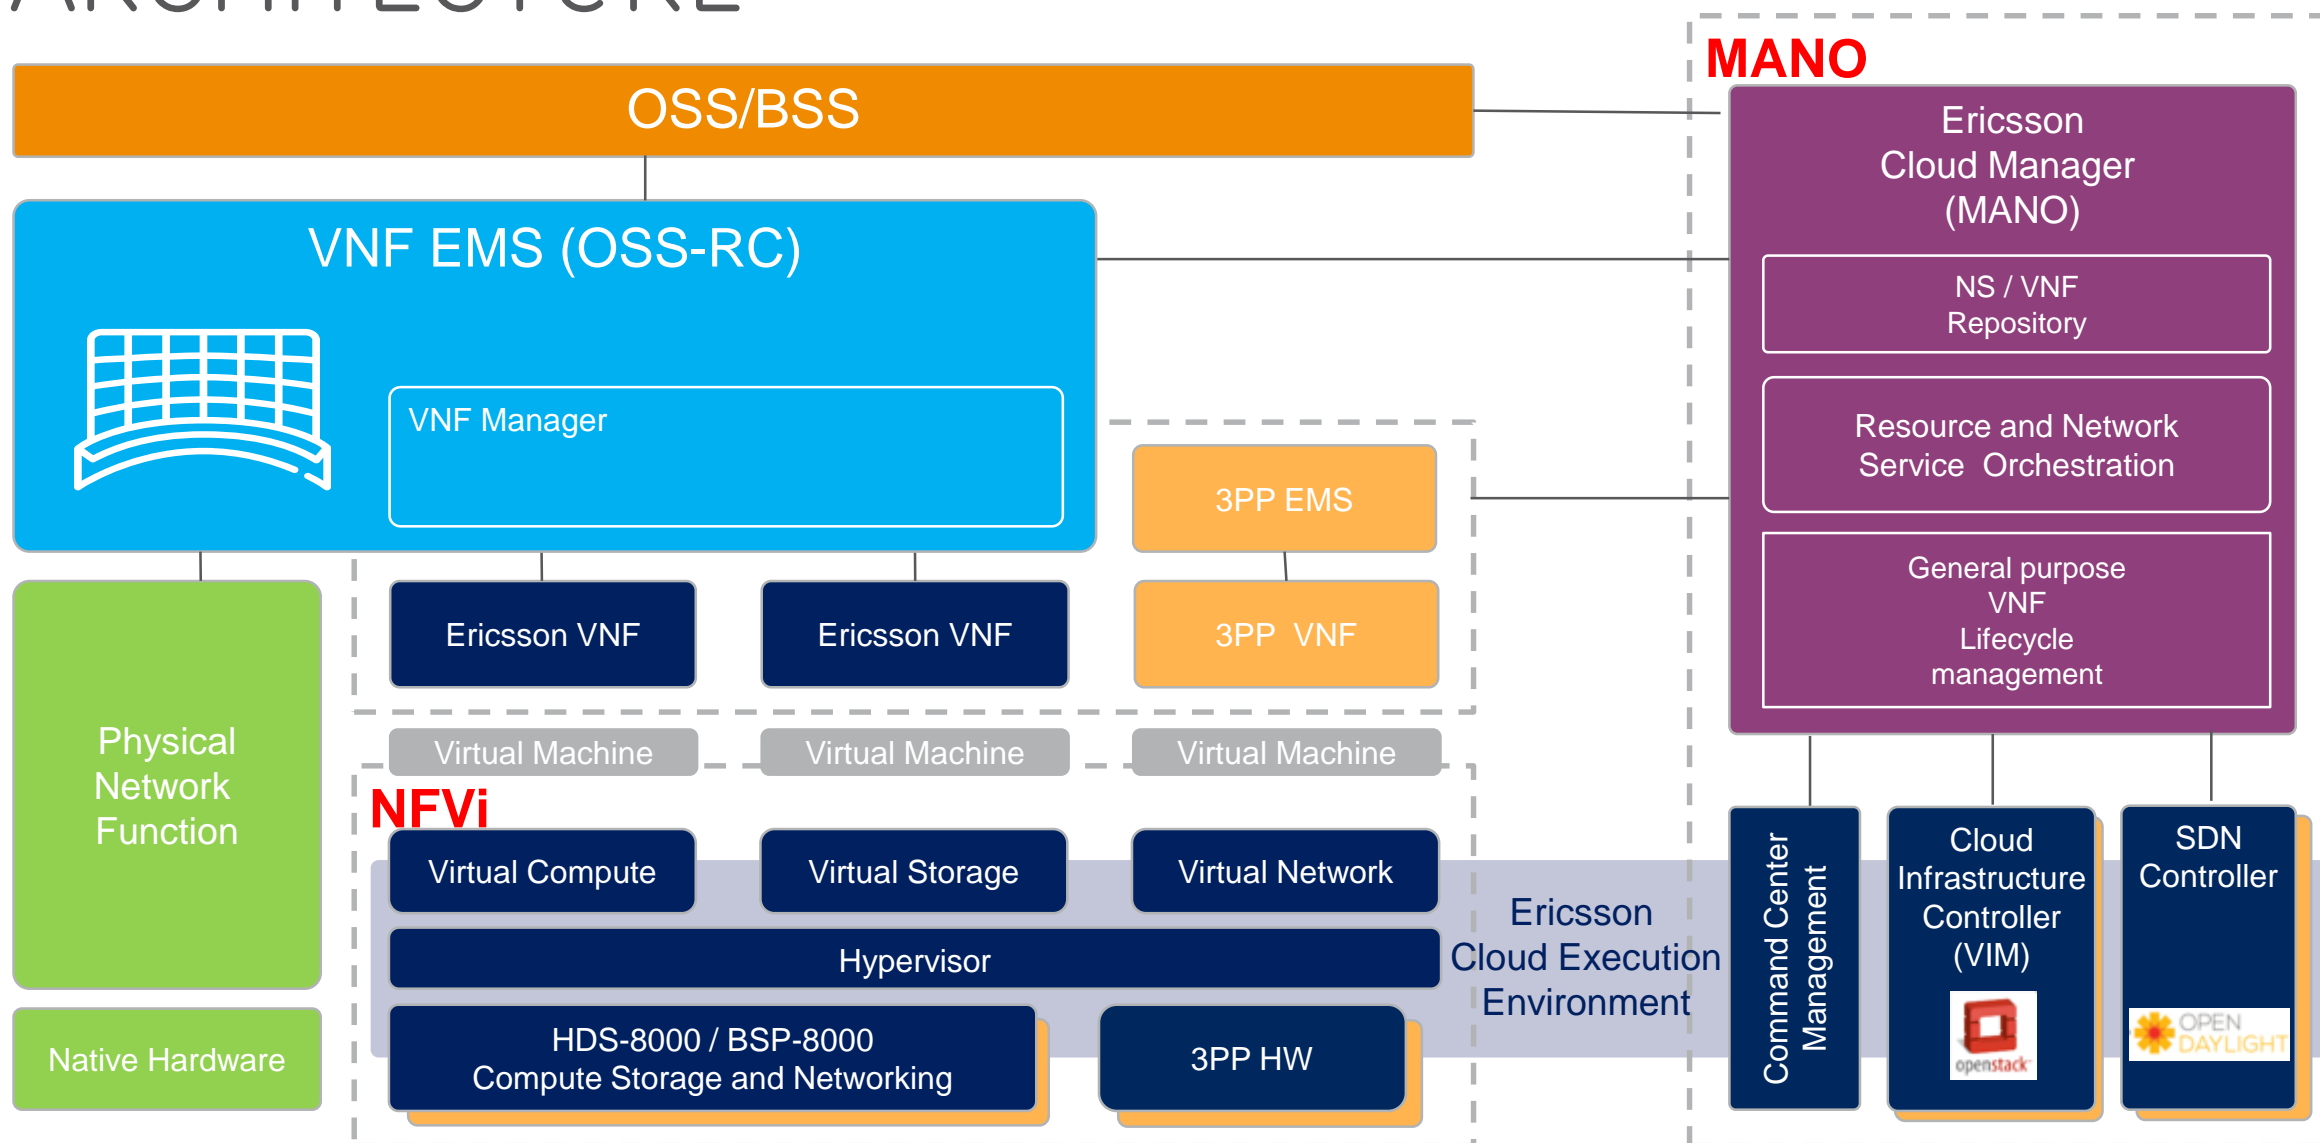 ARCHITECTURE
MANO
OSS/BSS
Ericsson
Cloud Manager
(MANO)
VNF EMS (OSS-RC)
NS / VNF
Repository
VNF Manager
Resource and Network
Service Orchestration
3PP EMS
General purpose
VNF
Lifecycle
management
Ericsson VNF
Ericsson VNF
3PP VNF
Physical
Network
Function
Virtual Machine
Virtual Machine
Virtual Machine
NFVi
Virtual Compute
Virtual Storage
Virtual Network
Ericsson
Cloud Execution
Environment
Command Center
Management
Cloud
Infrastructure
Controller
(VIM)
openstack
SDN
Controller
OPEN
DAYLIGHT
Hypervisor
Native Hardware
HDS-8000 / BSP-8000
Compute Storage and Networking
3PP HW